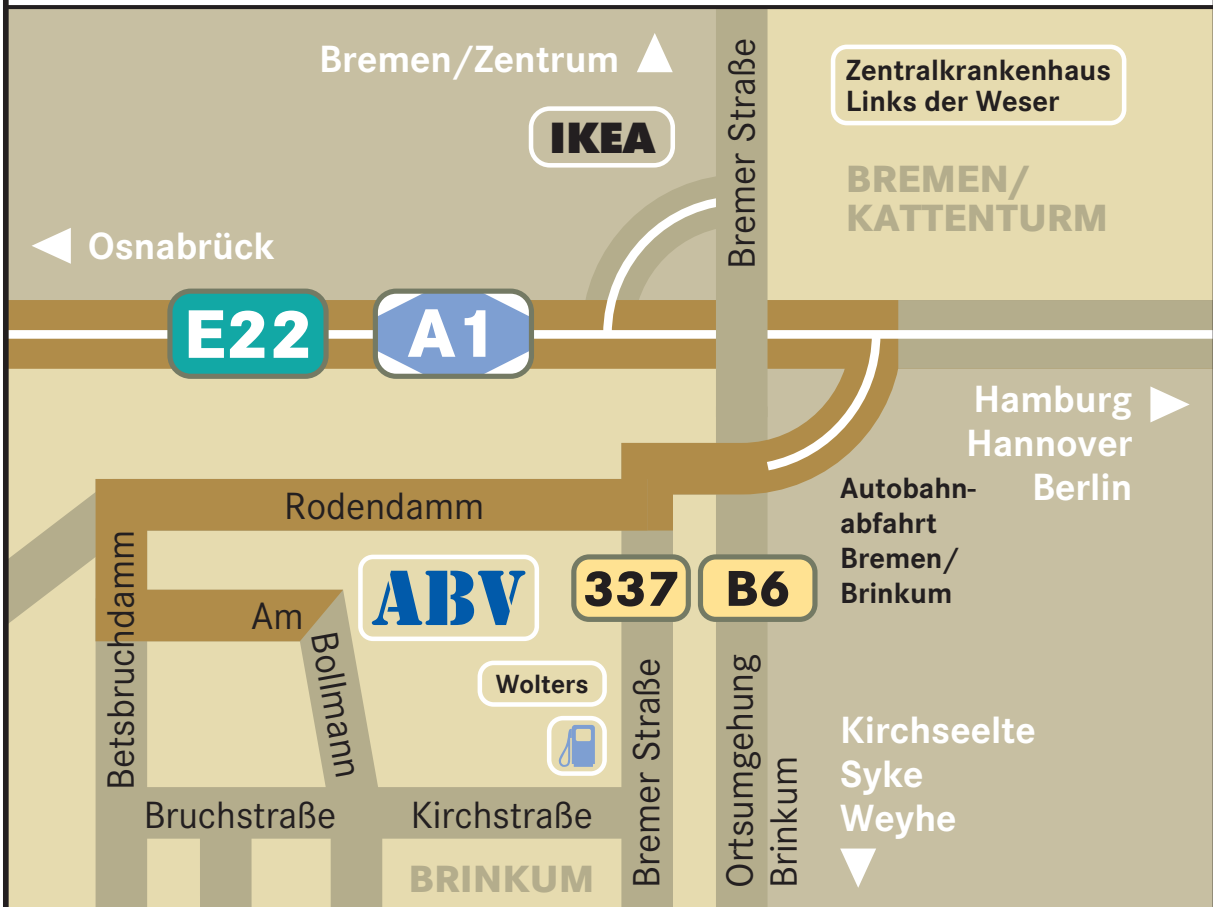 Bremen/Zentrum
IKEA
Bremer Straße
Zentralkrankenhaus
Links der Weser
BREMEN/
KATTENTURM
Osnabrück
E22
A1
Hamburg
Hannover
Berlin
Autobahn-
abfahrt
Bremen/
Brinkum
Rodendamm
Betsbruchdamm
Am
Bollmann
ABV
337
B6
Wolters
Bremer Straße
Ortsumgehung
Brinkum
Kirchseelte
Syke
Weyhe
Bruchstraße
Kirchstraße
BRINKUM